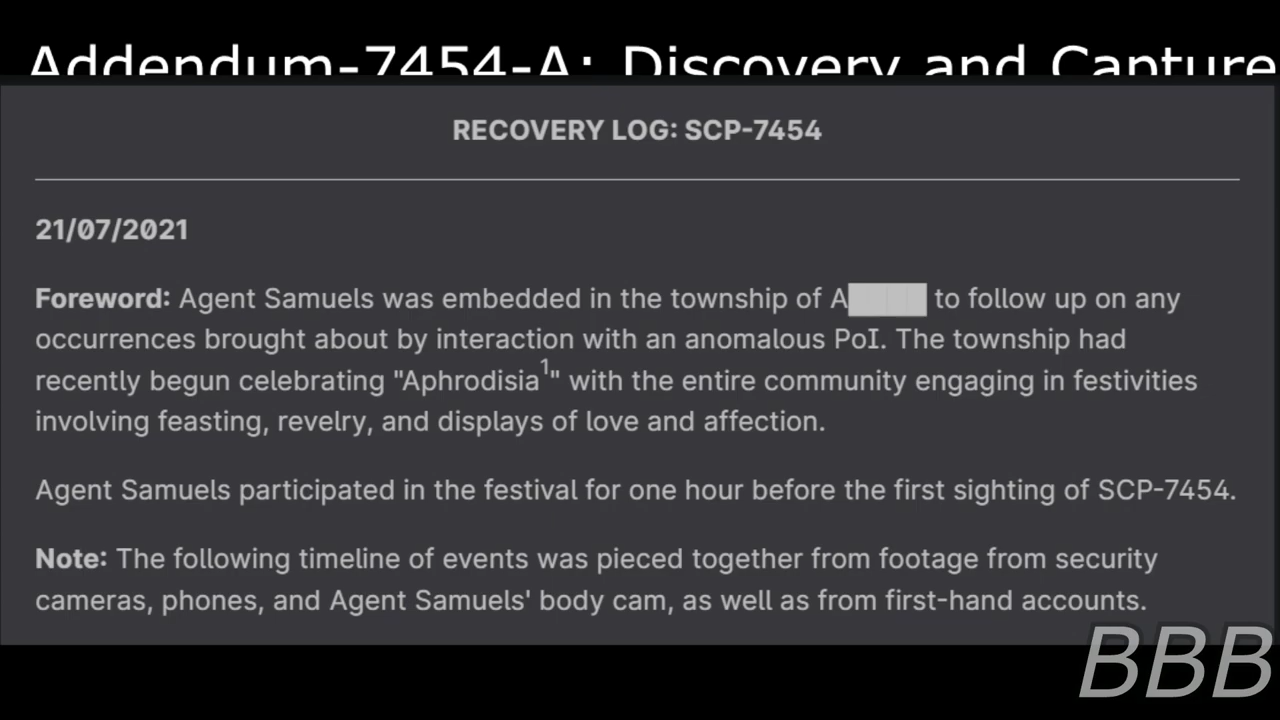 Addendum-7454-A: Discovery and Capture
RECOVERY LOG: SCP-7454
21/07/2021
Foreword: Agent Samuels was embedded in the township of A████ to follow up on any
occurrences brought about by interaction with an anomalous PoI. The township had
recently begun celebrating "Aphrodisia1" with the entire community engaging in festivities
involving feasting, revelry, and displays of love and affection.
Agent Samuels participated in the festival for one hour before the first sighting of SCP-7454.
Note: The following timeline of events was pieced together from footage from security
cameras, phones, and Agent Samuels' body cam, as well as from first-hand accounts.
BBB